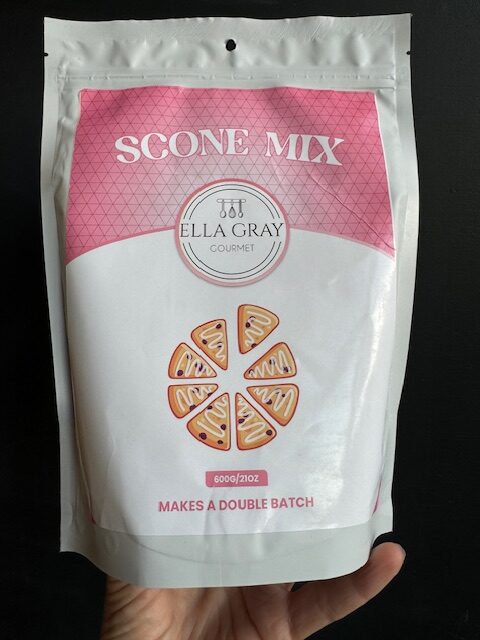 SCONE MIX
ELLA GRAY
GOURMET
600G/21OZ
MAKES A DOUBLE BATCH